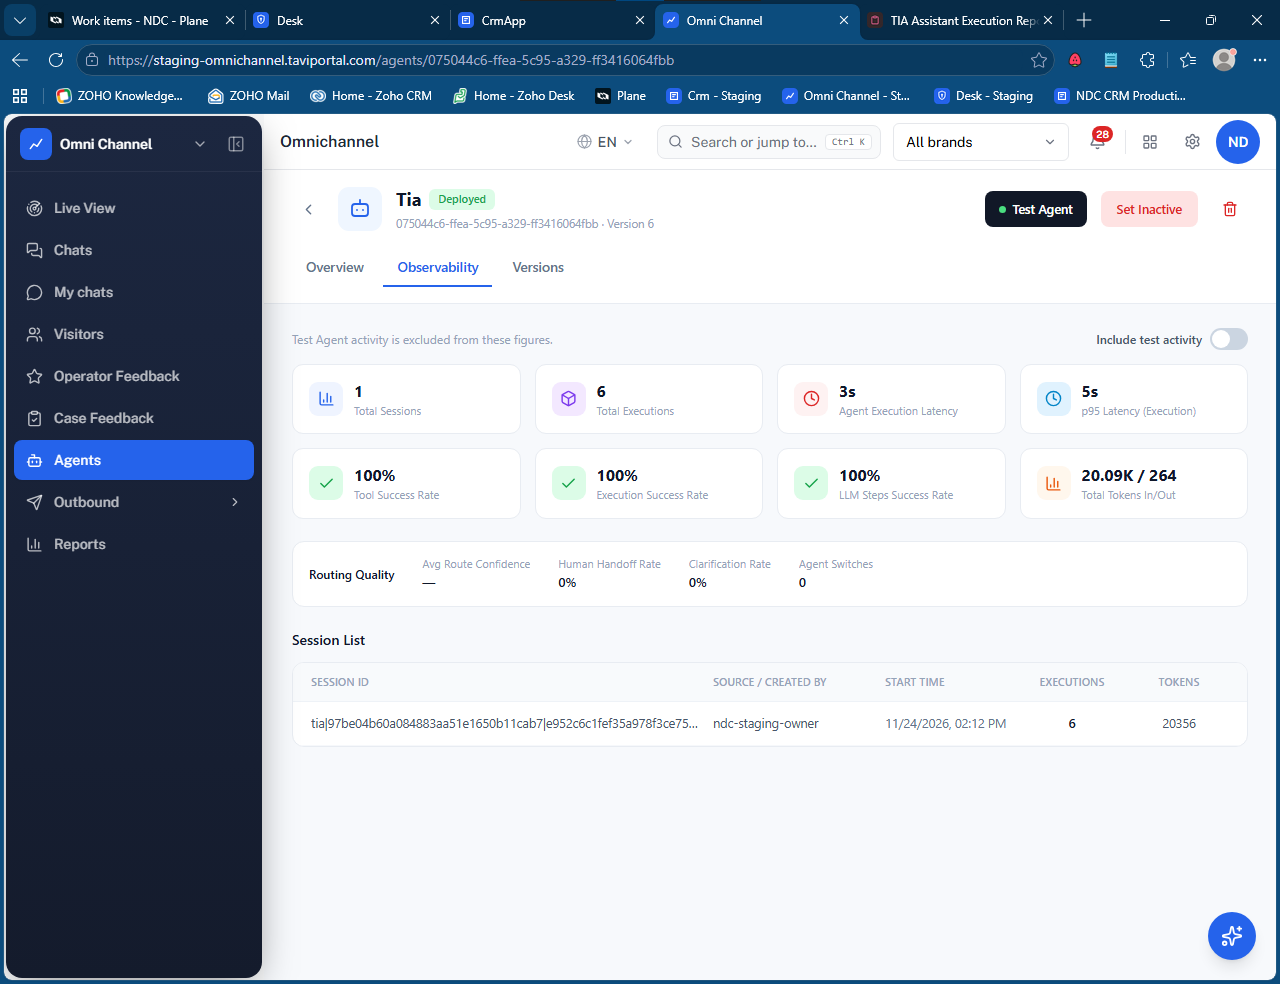 Work items - NDC - Plane
Desk
CrmApp
Omni Channel
TIA Assistant Execution Rep
https://staging-omnichannel.taviportal.com/agents/075044c6-ffea-5c95-a329-ff3416064fbb
ZOHO Knowledge...
ZOHO Mail
Home - Zoho CRM
Home - Zoho Desk
Plane
Crm - Staging
Omni Channel - St...
Desk - Staging
NDC CRM Producti...
Omni Channel
Live View
Chats
My chats
Visitors
Operator Feedback
Case Feedback
Agents
Outbound
Reports
Omnichannel
EN
Search or jump to...
Ctrl K
All brands
28
ND
Tia
Deployed
075044c6-ffea-5c95-a329-ff3416064fbb · Version 6
Test Agent
Set Inactive
Overview
Observability
Versions
Test Agent activity is excluded from these figures.
Include test activity
1
Total Sessions
6
Total Executions
3s
Agent Execution Latency
5s
p95 Latency (Execution)
100%
Tool Success Rate
100%
Execution Success Rate
100%
LLM Steps Success Rate
20.09K / 264
Total Tokens In/Out
Routing Quality
Avg Route Confidence
—
Human Handoff Rate
0%
Clarification Rate
0%
Agent Switches
0
Session List
SESSION ID
SOURCE / CREATED BY
START TIME
EXECUTIONS
TOKENS
tia|97be04b60a084883aa51e1650b11cab7|e952c6c1fef35a978f3ce75...
ndc-staging-owner
11/24/2026, 02:12 PM
6
20356